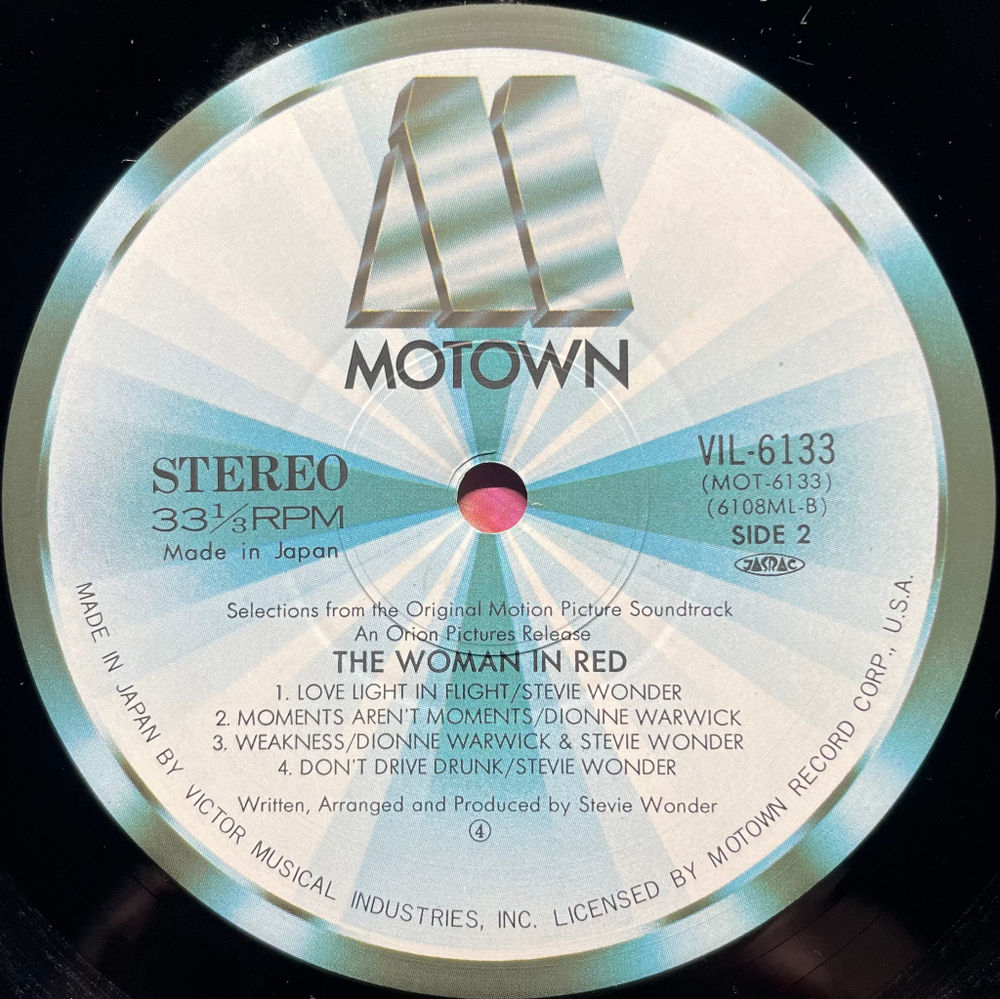 MOTOWN
STEREO
33⅓RPM
Made in Japan
VIL-6133
(MOT-6133)
(6108ML-B)
SIDE 2
JASRAC
Selections from the Original Motion Picture Soundtrack
An Orion Pictures Release
THE WOMAN IN RED
1. LOVE LIGHT IN FLIGHT/STEVIE WONDER
2. MOMENTS AREN'T MOMENTS/DIONNE WARWICK
3. WEAKNESS/DIONNE WARWICK & STEVIE WONDER
4. DON'T DRIVE DRUNK/STEVIE WONDER
Written, Arranged and Produced by Stevie Wonder
④
MADE IN JAPAN BY VICTOR MUSICAL INDUSTRIES, INC. LICENSED BY MOTOWN RECORD CORP., U.S.A.